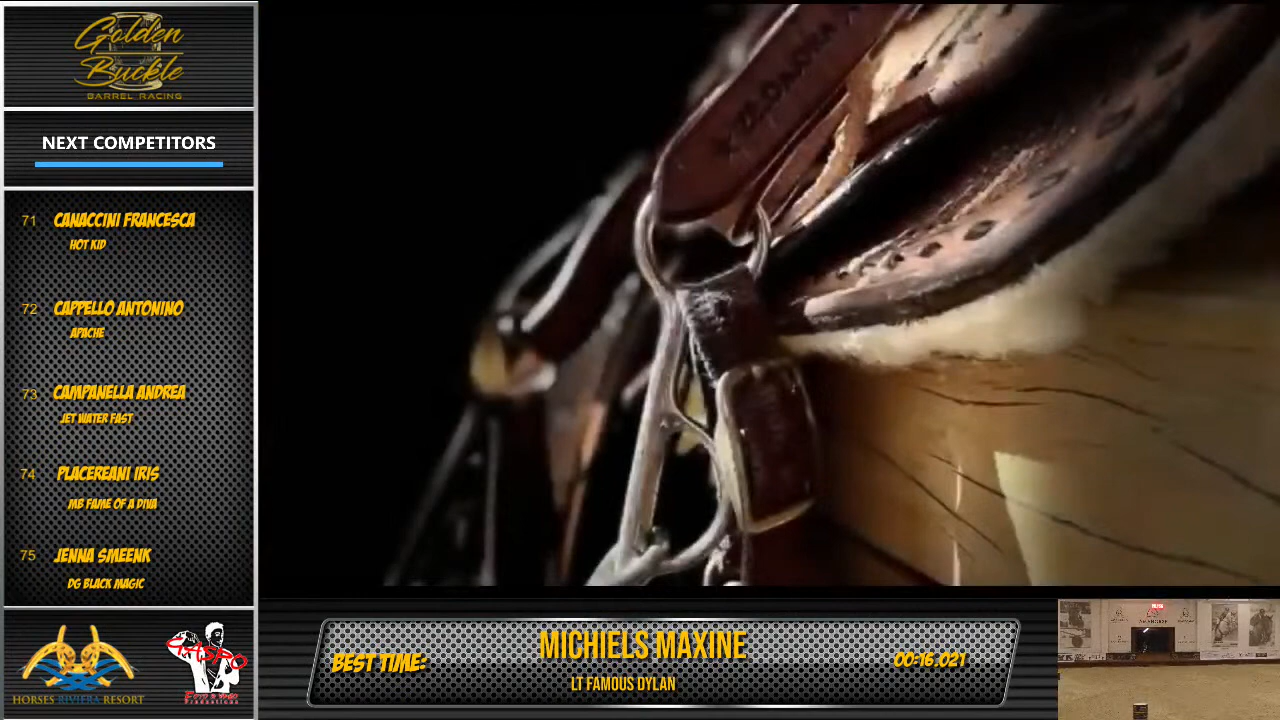 Golden
Buckle
BARREL RACING
NEXT COMPETITORS
71 CANACCINI FRANCESCA
HOT KID
72 CAPPELLO ANTONINO
APACHE
73 CAMPANELLA ANDREA
JET WATER FAST
74 PLACEREANI IRIS
MB FAME OF A DIVA
75 JENNA SMEENK
DG BLACK MAGIC
HORSES RIVIERA RESORT
GASPO
Productions
BEST TIME:
MICHIELS MAXINE
LT FAMOUS DYLAN
00:16.021